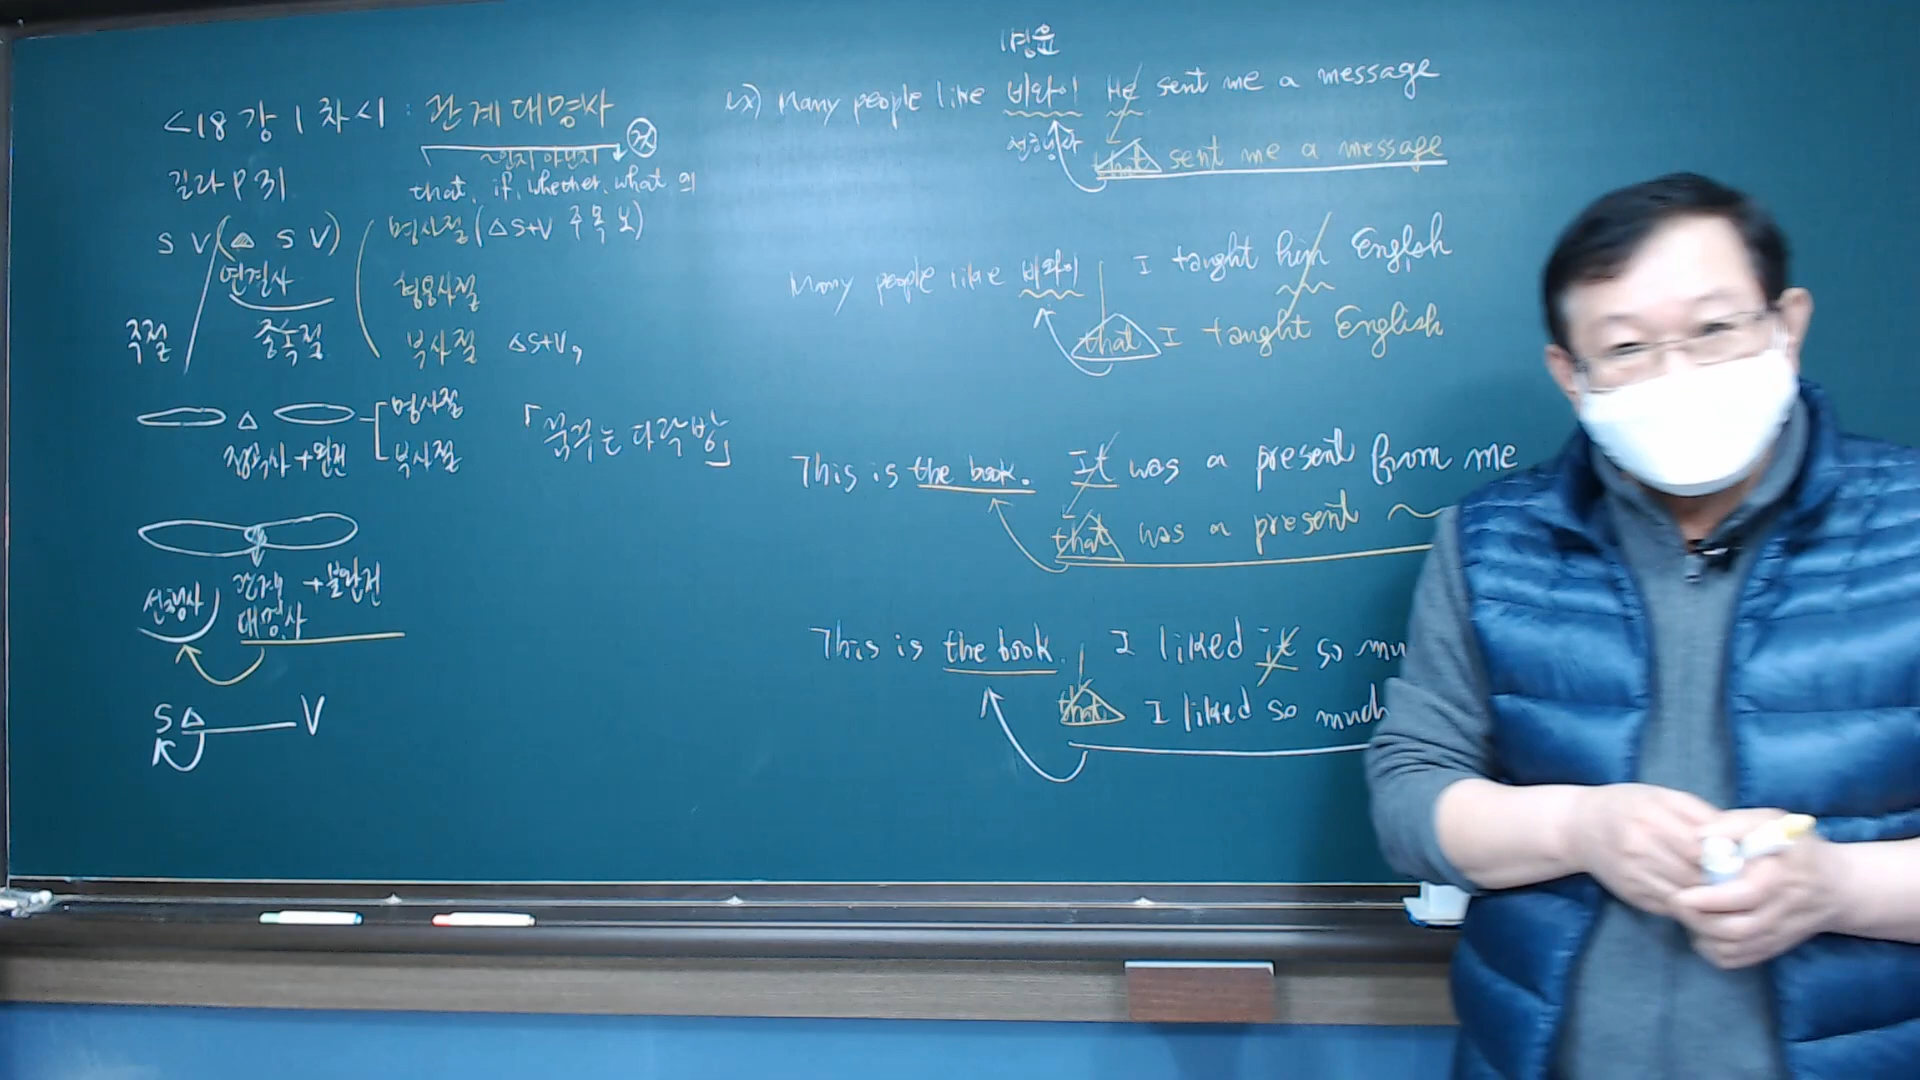 <18강 1차시 : 관계대명사
것
길라 P 31
~인지 아닌지
that, if, whether, what 의
S V (△ S V)
연결사
주절
종속절
명사절 (△ S+V 주 목 보)
형용사절
부사절 △S+V,
△
명사절
접속사 + 완전
부사절
「꿈꾸는 다락방」
선행사
관계
대명사
+ 불완전
S △ V
명을
ex) Many people like 비와이 He sent me a message
선행사
that sent me a message
Many people like 비와이 I taught him English
that I taught English
This is the book. It was a present from me
that was a present ~
This is the book. I liked it so mu
that I liked so much